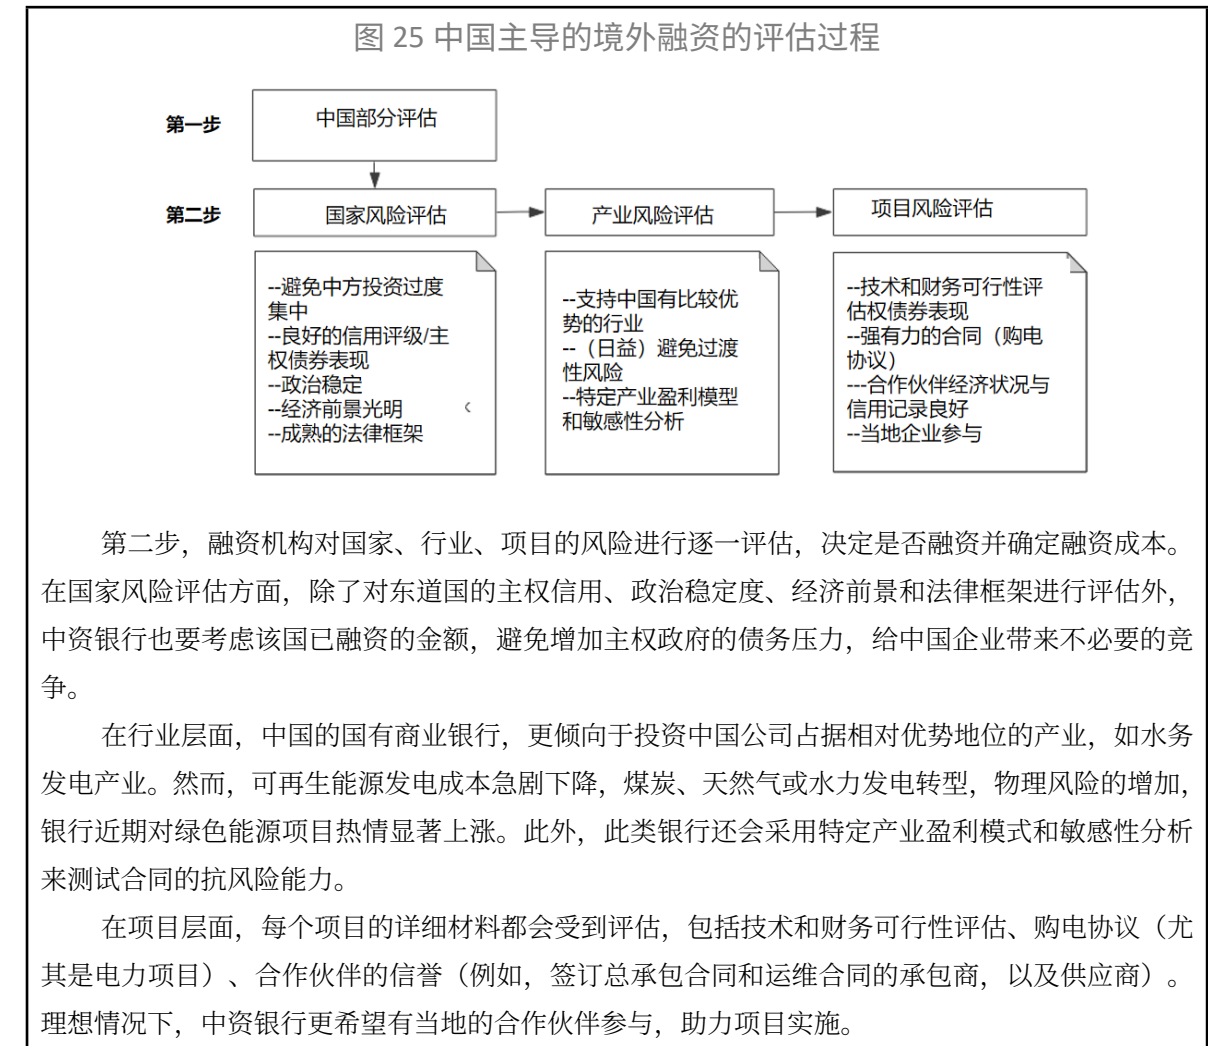 图 25 中国主导的境外融资的评估过程
第一步
中国部分评估
第二步
国家风险评估
产业风险评估
项目风险评估
--避免中方投资过度
集中
--良好的信用评级/主
权债券表现
--政治稳定
--经济前景光明
--成熟的法律框架
--支持中国有比较优
势的行业
--（日益）避免过渡
性风险
--特定产业盈利模型
和敏感性分析
--技术和财务可行性评
估权债券表现
--强有力的合同（购电
协议）
---合作伙伴经济状况与
信用记录良好
--当地企业参与
第二步，融资机构对国家、行业、项目的风险进行逐一评估，决定是否融资并确定融资成本。
在国家风险评估方面，除了对东道国的主权信用、政治稳定度、经济前景和法律框架进行评估外，
中资银行也要考虑该国已融资的金额，避免增加主权政府的债务压力，给中国企业带来不必要的竞
争。
在行业层面，中国的国有商业银行，更倾向于投资中国公司占据相对优势地位的产业，如水务
发电产业。然而，可再生能源发电成本急剧下降，煤炭、天然气或水力发电转型，物理风险的增加，
银行近期对绿色能源项目热情显著上涨。此外，此类银行还会采用特定产业盈利模式和敏感性分析
来测试合同的抗风险能力。
在项目层面，每个项目的详细材料都会受到评估，包括技术和财务可行性评估、购电协议（尤
其是电力项目）、合作伙伴的信誉（例如，签订总承包合同和运维合同的承包商，以及供应商）。
理想情况下，中资银行更希望有当地的合作伙伴参与，助力项目实施。